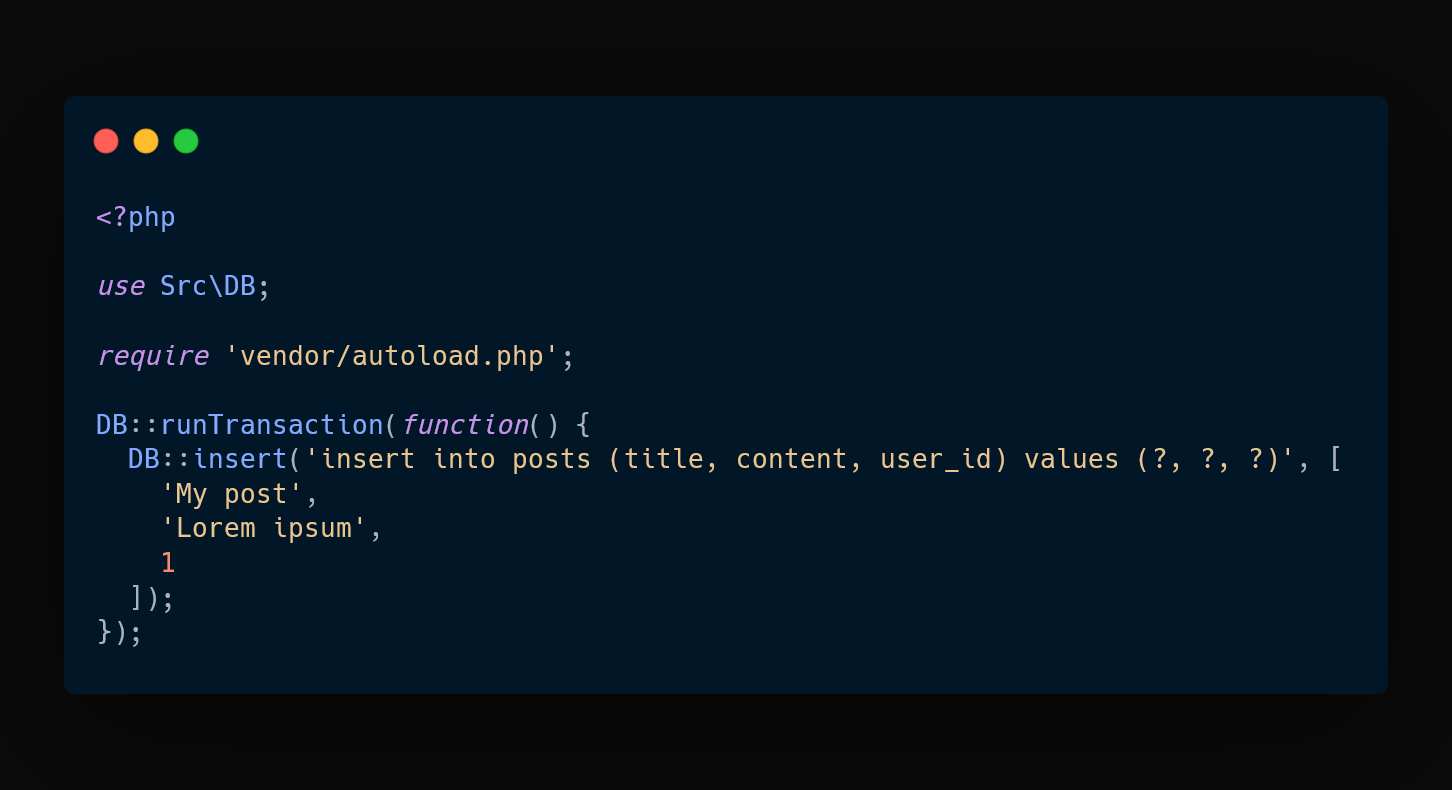 <?php
use Src\DB;
require 'vendor/autoload.php';
DB::runTransaction(function() {
  DB::insert('insert into posts (title, content, user_id) values (?, ?, ?)', [
    'My post',
    'Lorem ipsum',
    1
  ]);
});